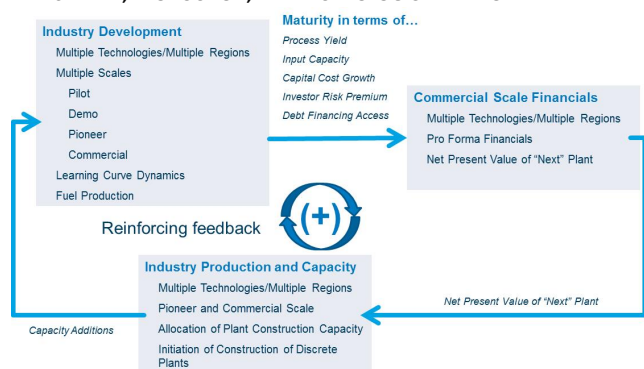 Industry Development
Multiple Technologies/Multiple Regions
Multiple Scales
Pilot
Demo
Pioneer
Commercial
Learning Curve Dynamics
Fuel Production
Maturity in terms of…
Process Yield
Input Capacity
Capital Cost Growth
Investor Risk Premium
Debt Financing Access
Commercial Scale Financials
Multiple Technologies/Multiple Regions
Pro Forma Financials
Net Present Value of “Next” Plant
Reinforcing feedback
(+)
Industry Production and Capacity
Multiple Technologies/Multiple Regions
Pioneer and Commercial Scale
Allocation of Plant Construction Capacity
Initiation of Construction of Discrete
Plants
Net Present Value of “Next” Plant
Capacity Additions